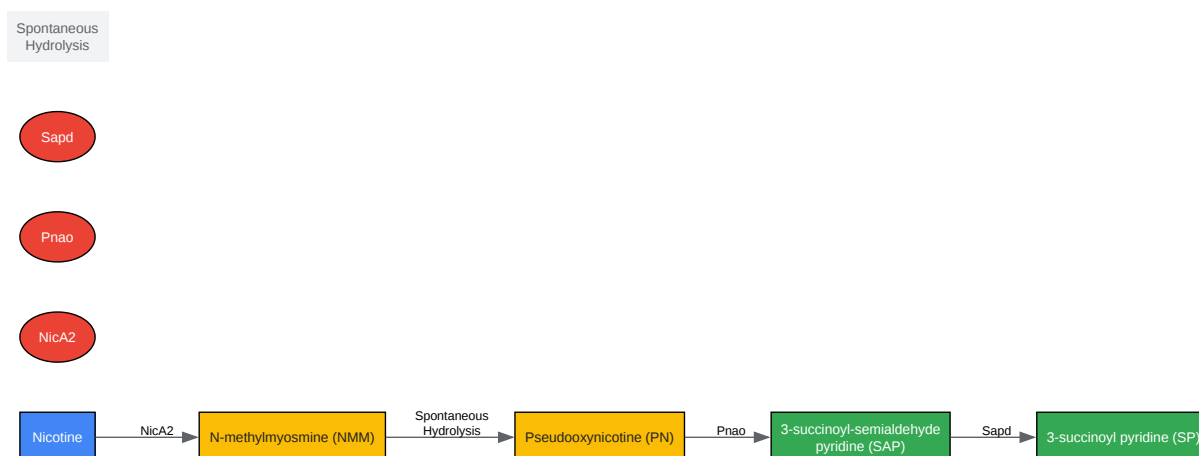 Spontaneous
Hydrolysis
Sapd
Pnao
NicA2
Nicotine
NicA2
N-methylmyosmine (NMM)
Spontaneous
Hydrolysis
Pseudooxynicotine (PN)
Pnao
3-succinoyl-semialdehyde
pyridine (SAP)
Sapd
3-succinoyl pyridine (SP)